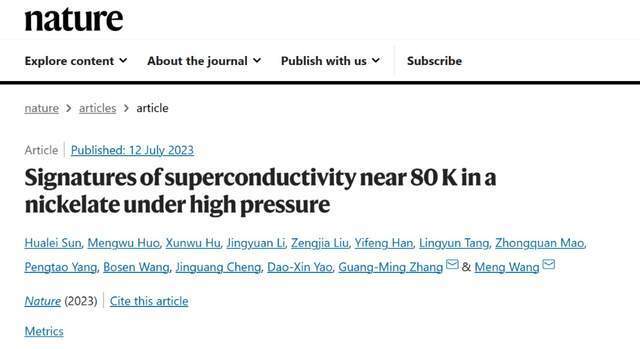 nature
Explore content About the journal Publish with us Subscribe
nature > articles > article
Article Published: 12 July 2023
Signatures of superconductivity near 80 K in a
nickelate under high pressure
Hualei Sun, Mengwu Huo, Xunwu Hu, Jingyuan Li, Zengjia Liu, Yifeng Han, Lingyun Tang, Zhongquan Mao,
Pengtao Yang, Bosen Wang, Jinguang Cheng, Dao-Xin Yao, Guang-Ming Zhang & Meng Wang
Nature (2023) Cite this article
Metrics